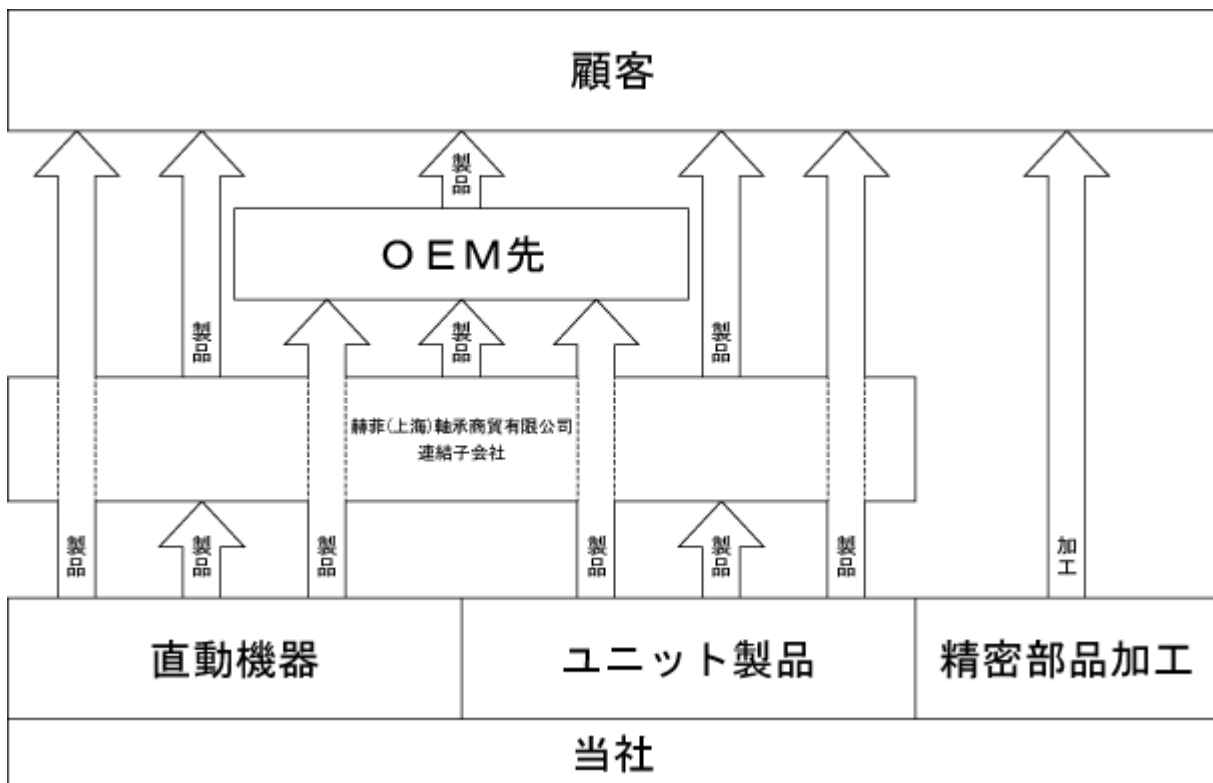 顧客
製品
OEM先
製品
製品
製品
赫菲(上海)軸承商貿有限公司
連結子会社
製品
製品
製品
製品
製品
製品
加工
直動機器
ユニット製品
精密部品加工
当社